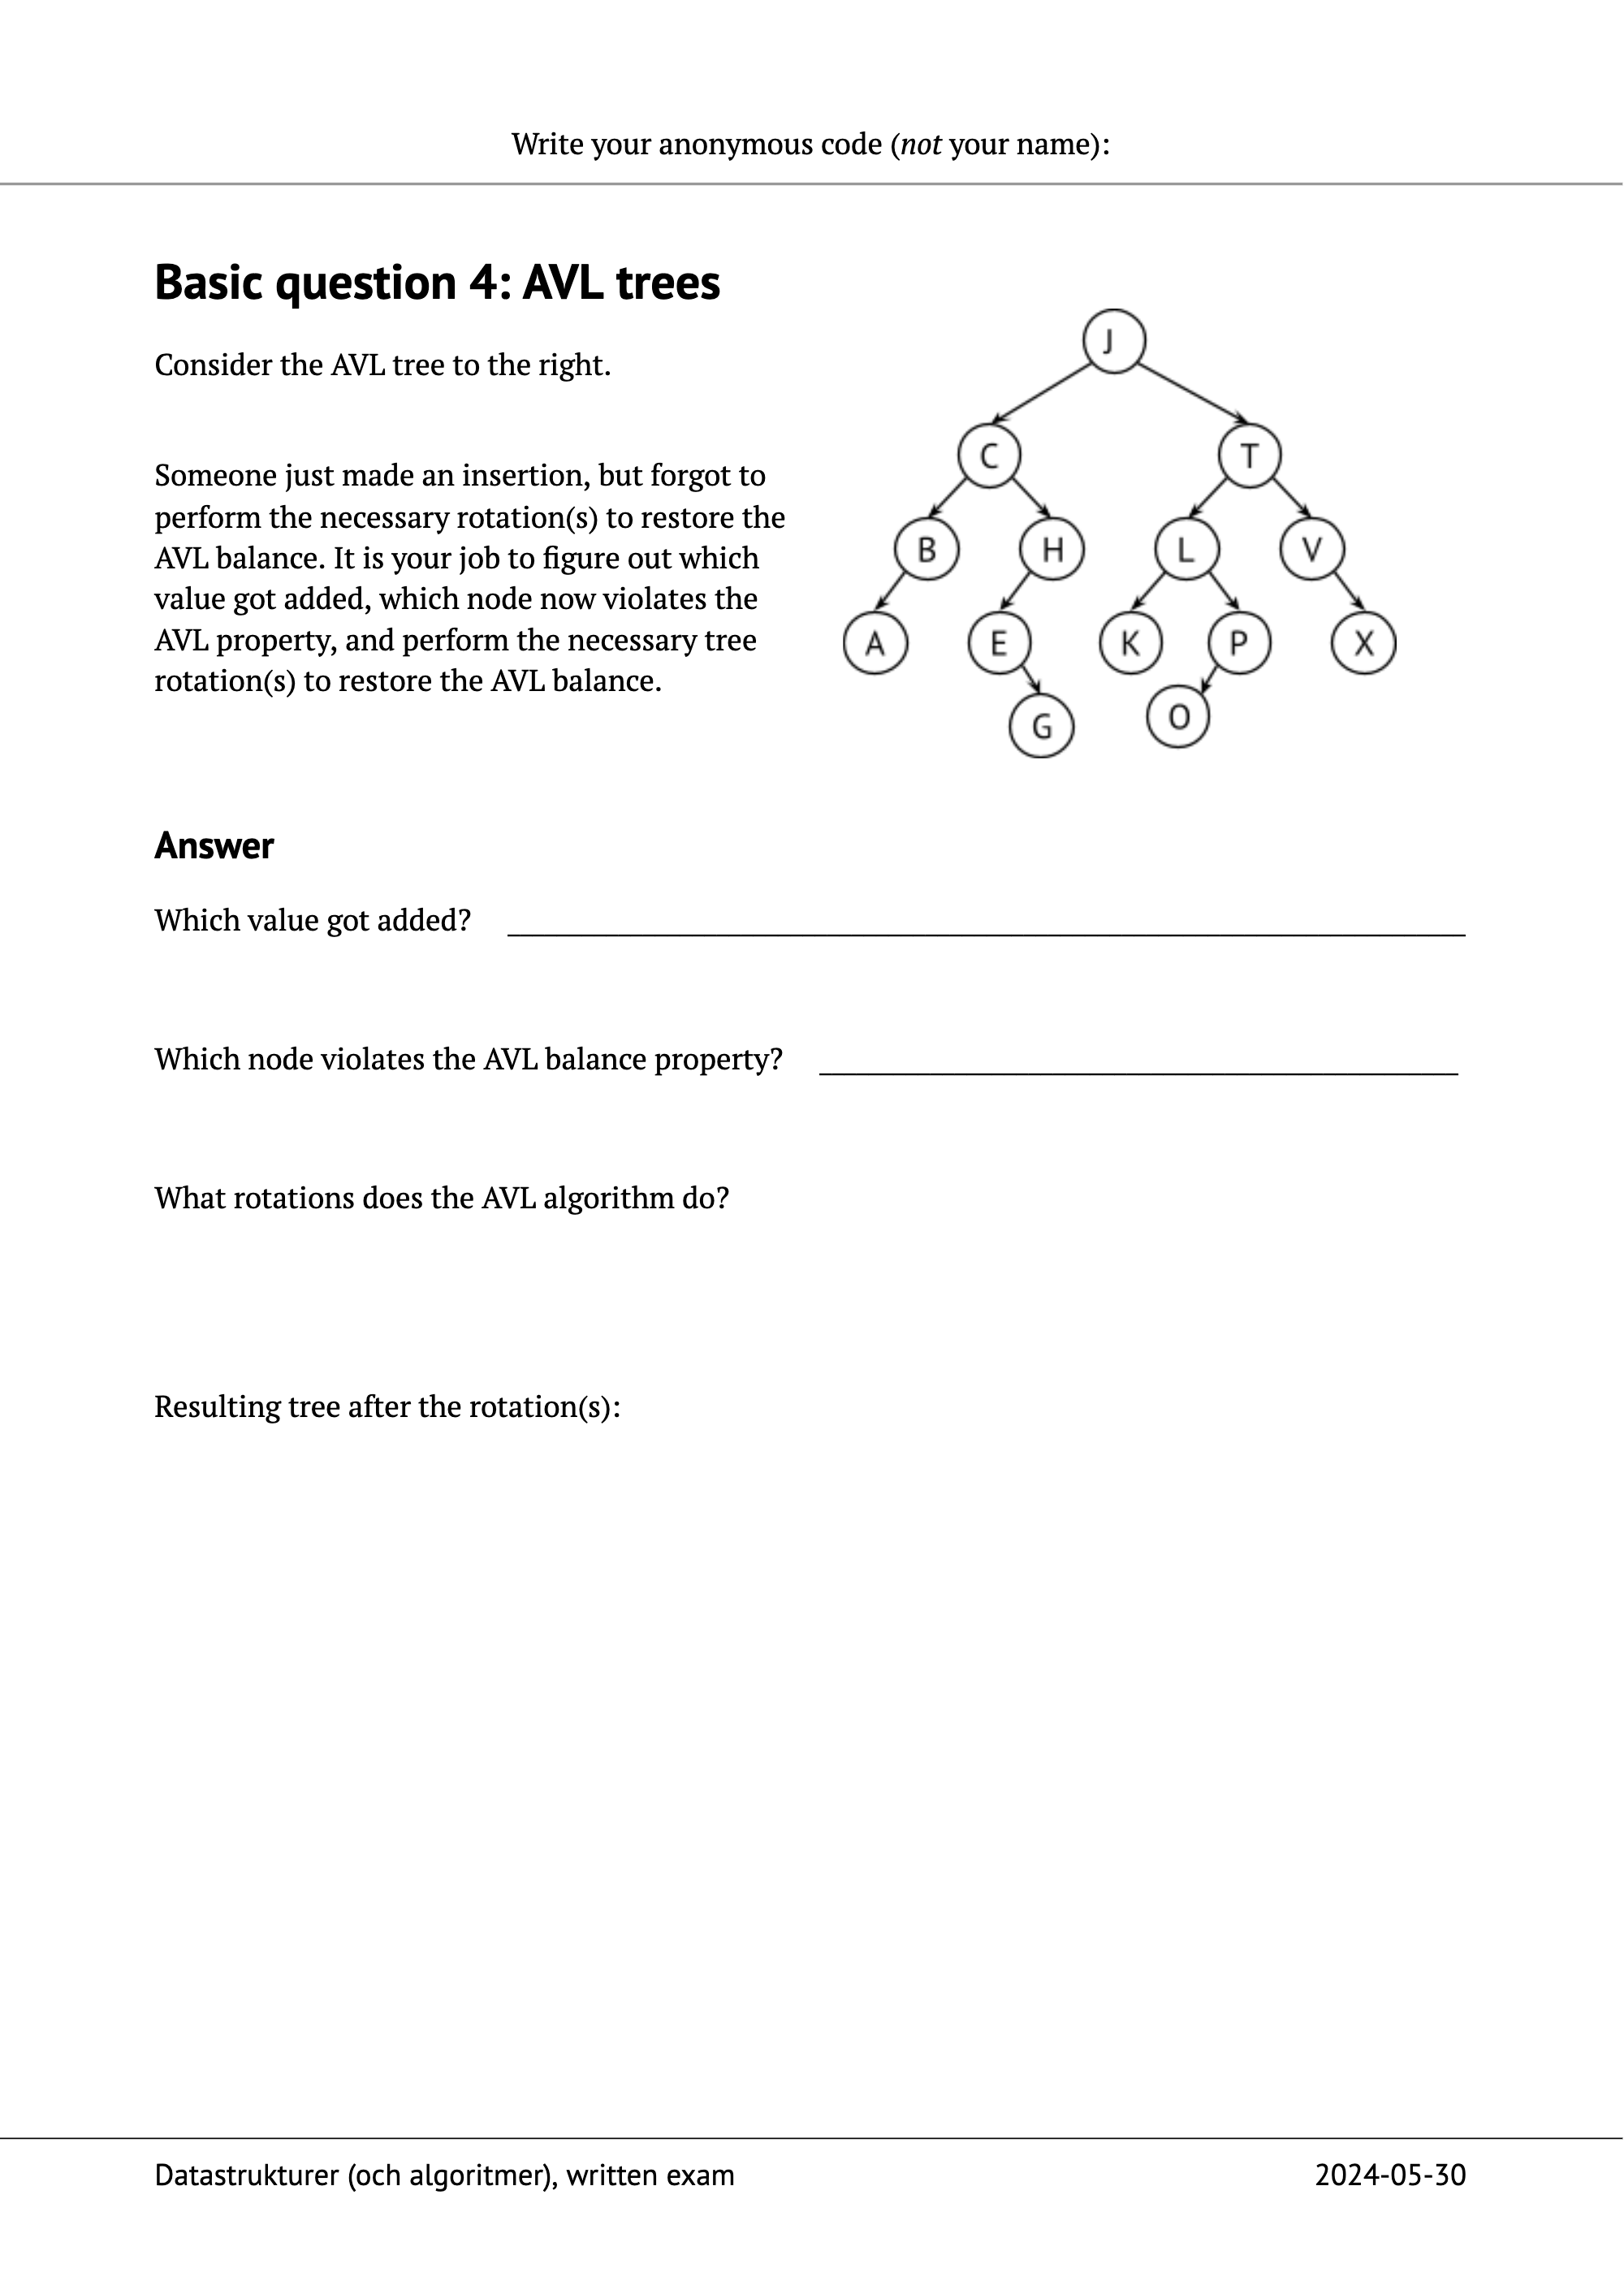 Write your anonymous code (not your name):
Basic question 4: AVL trees
Consider the AVL tree to the right.
Someone just made an insertion, but forgot to
perform the necessary rotation(s) to restore the
AVL balance. It is your job to figure out which
value got added, which node now violates the
AVL property, and perform the necessary tree
rotation(s) to restore the AVL balance.
J
C T
B H L V
A E K P X
G O
Answer
Which value got added?
Which node violates the AVL balance property?
What rotations does the AVL algorithm do?
Resulting tree after the rotation(s):
Datastrukturer (och algoritmer), written exam 2024-05-30